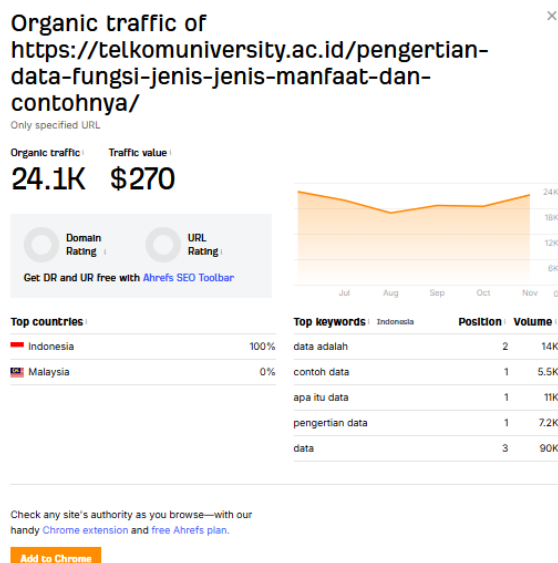 Organic traffic of
https://telkomuniversity.ac.id/pengertian-
data-fungsi-jenis-jenis-manfaat-dan-
contohnya/
Only specified URL
Organic traffic Traffic value
24.1K $270
Domain Rating
URL Rating
Get DR and UR free with Ahrefs SEO Toolbar
24K
18K
12K
6K
0
Jul Aug Sep Oct Nov
Top countries
Indonesia 100%
Malaysia 0%
Top keywords Indonesia Position Volume
data adalah 2 14K
contoh data 1 5.5K
apa itu data 1 11K
pengertian data 1 7.2K
data 3 90K
Check any site's authority as you browse—with our
handy Chrome extension and free Ahrefs plan.
Add to Chrome